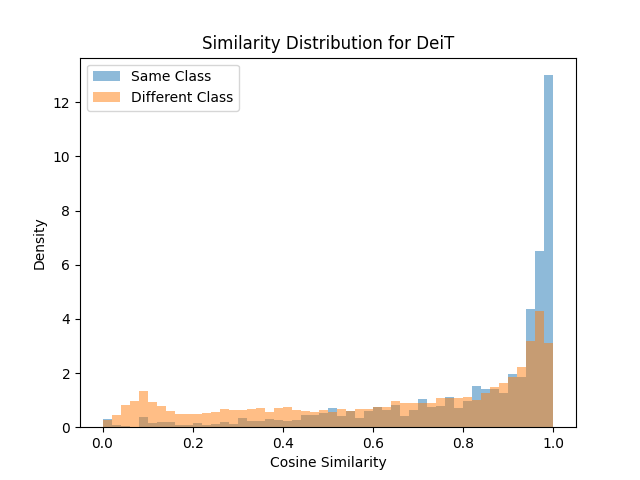 Similarity Distribution for DeiT
Same Class
Different Class
12
10
8
6
4
2
0
Density
0.0 0.2 0.4 0.6 0.8 1.0
Cosine Similarity